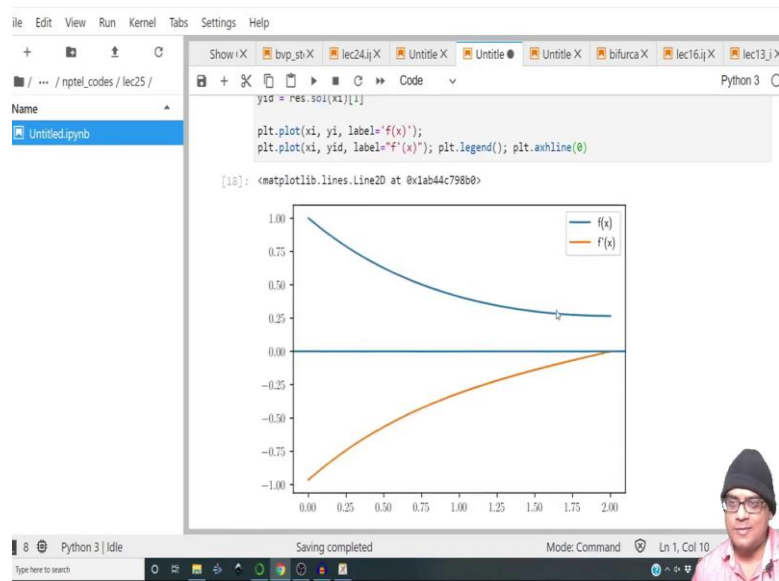 ile Edit View Run Kernel Tabs Settings Help
Show bvp_st lec24.i Untitle Untitle Untitle bifurca lec16.i lec13_i
/ ··· / nptel_codes / lec25 /
Code
Python 3
Name
Untitled.ipynb
yid = res.sol(xi)[1]
plt.plot(xi, yi, label='f(x)');
plt.plot(xi, yid, label="f'(x)"); plt.legend(); plt.axhline(0)
[18]: <matplotlib.lines.Line2D at 0x1ab44c798b0>
1.00
f(x)
f'(x)
0.75
0.50
0.25
0.00
−0.25
−0.50
−0.75
−1.00
0.00 0.25 0.50 0.75 1.00 1.25 1.50 1.75 2.00
8 Python 3 | Idle Saving completed Mode: Command Ln 1, Col 10
Type here to search